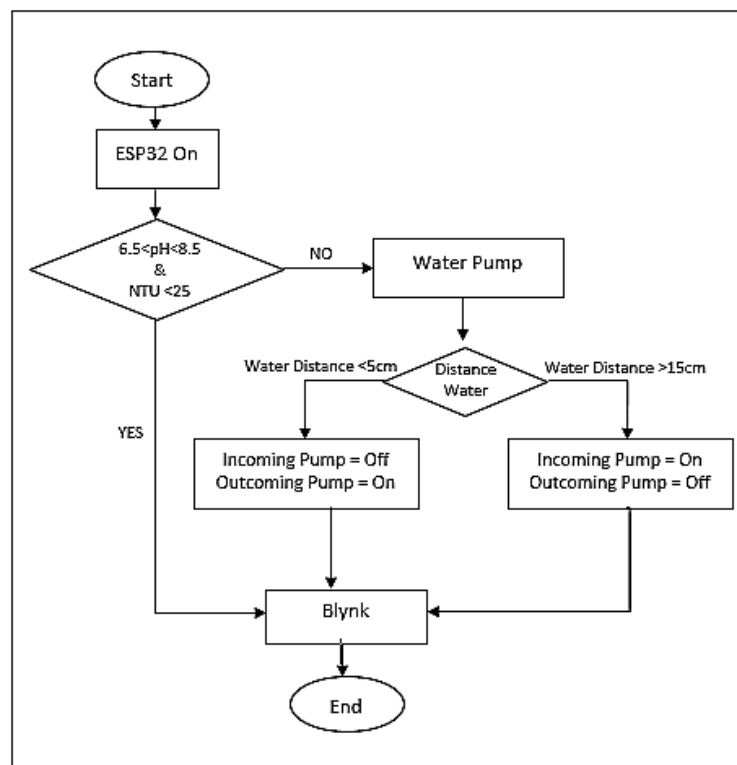 Start
ESP32 On
6.5<pH<8.5
&
NTU <25
NO
Water Pump
Water Distance <5cm
Distance
Water
Water Distance >15cm
YES
Incoming Pump = Off
Outcoming Pump = On
Incoming Pump = On
Outcoming Pump = Off
Blynk
End